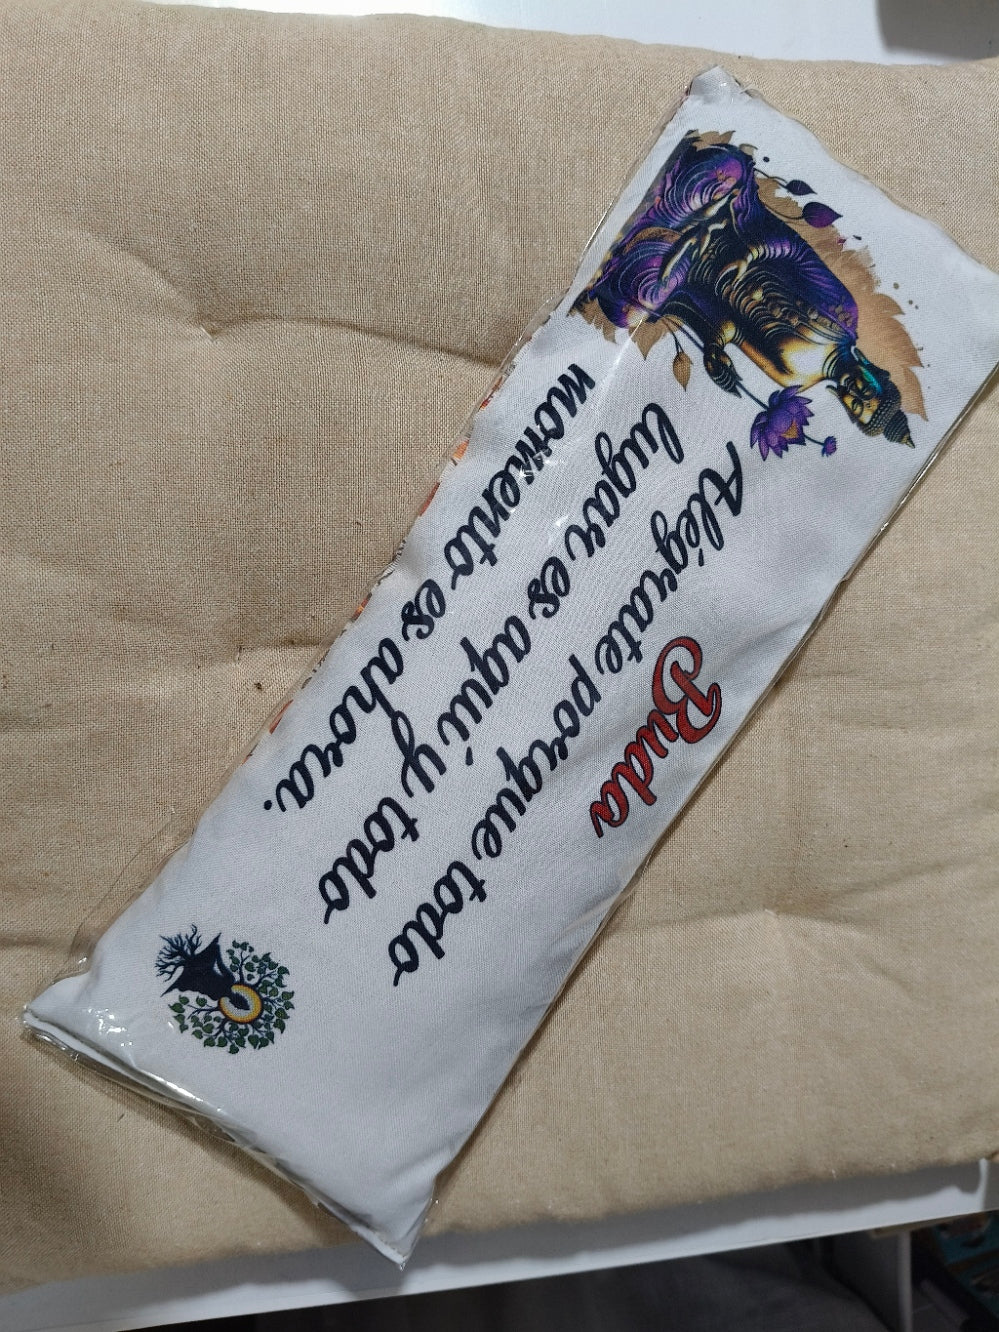 Buda
Alégrate porque todo
lugar es aquí y todo
momento es ahora.